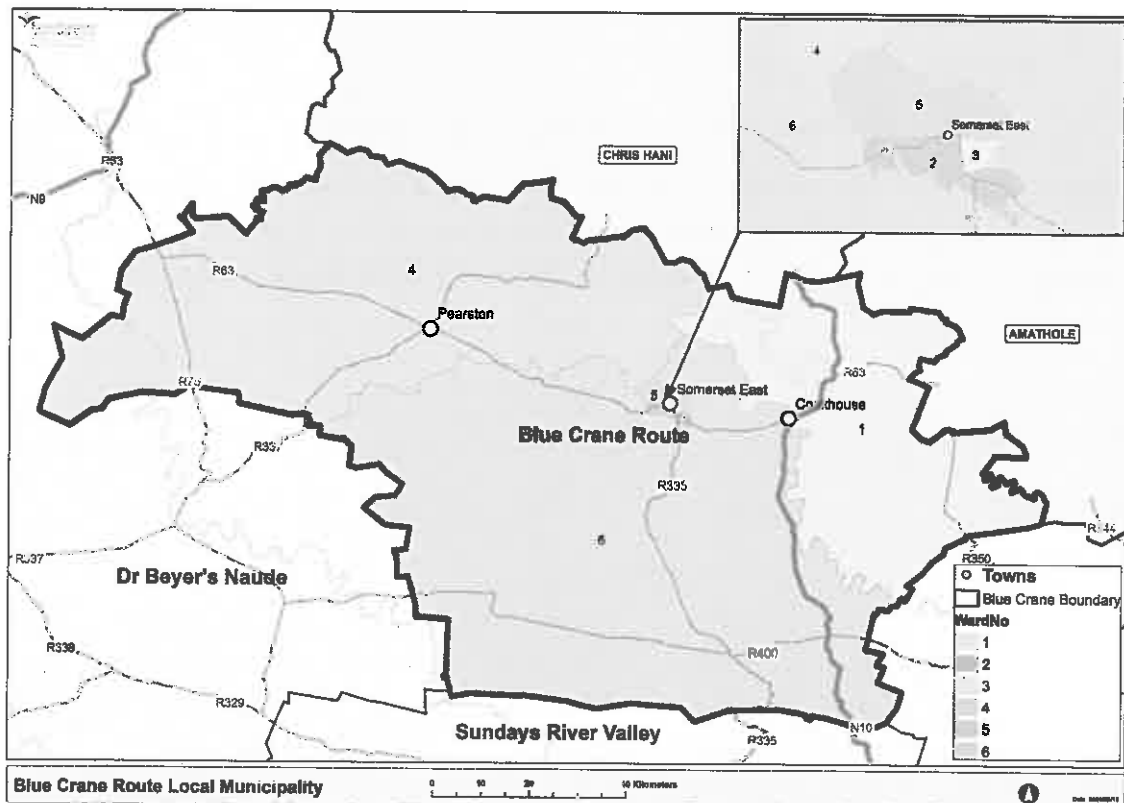 4
5
6
Somerset East
2
3
CHRIS HANI
R63
N9
4
R63
Pearston
AMATHOLE
R63
R75
5
Somerset East
Blue Crane Route
1
R337
R335
6
R350
Dr Beyer's Naude
Towns
Blue Crane Boundary
WardNo
1
2
3
4
5
6
R400
R338
R329
Sundays River Valley
R335
N10
Blue Crane Route Local Municipality
0
10
20
Kilometers